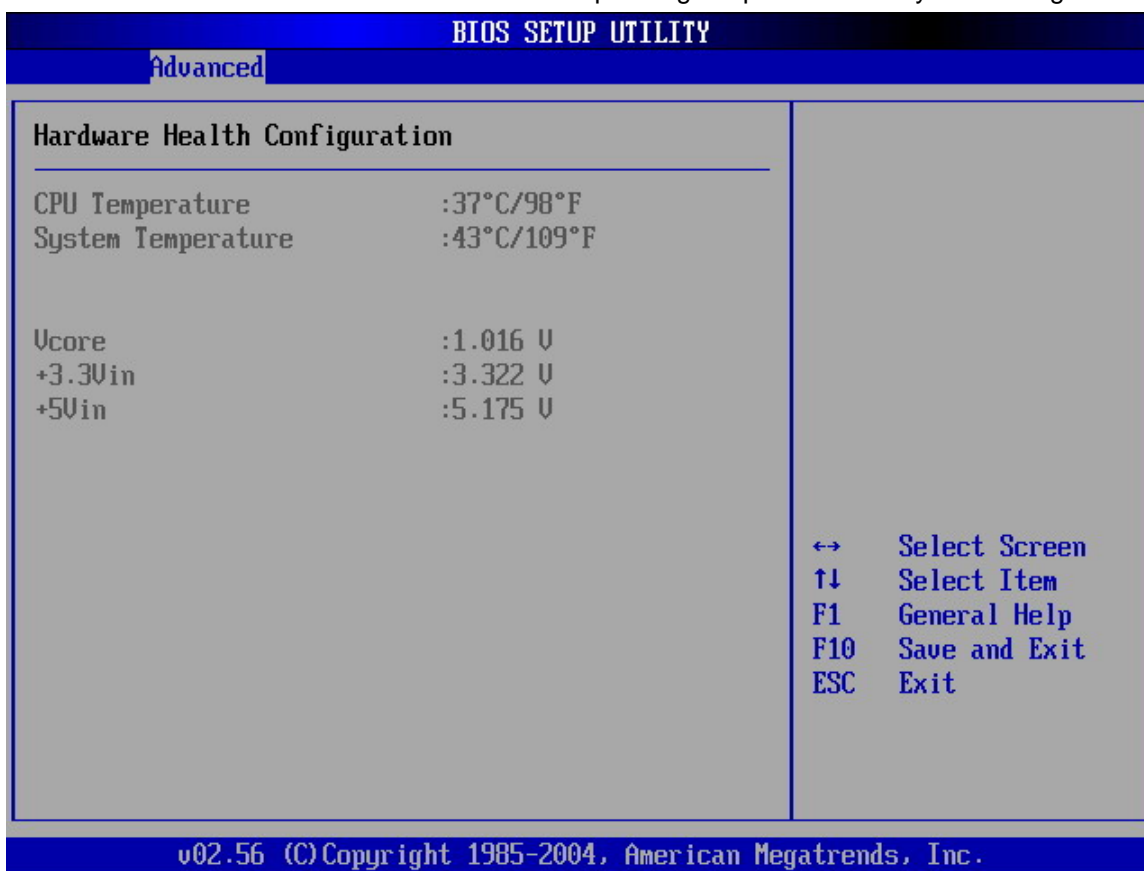 BIOS SETUP UTILITY
Advanced
Hardware Health Configuration
CPU Temperature :37°C/98°F
System Temperature :43°C/109°F
Vcore :1.016 V
+3.3Vin :3.322 V
+5Vin :5.175 V
←→ Select Screen
↑↓ Select Item
F1 General Help
F10 Save and Exit
ESC Exit
v02.56 (C)Copyright 1985-2004, American Megatrends, Inc.